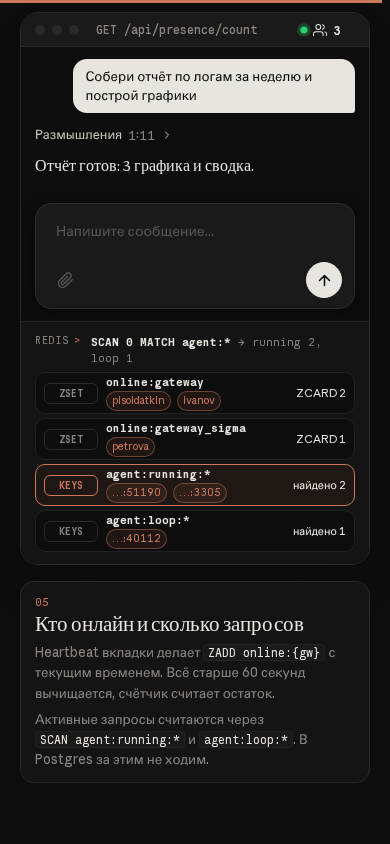 GET /api/presence/count
3
Собери отчёт по логам за неделю и
построй графики
Размышления 1:11 >
Отчёт готов: 3 графика и сводка.
Напишите сообщение...
REDIS > SCAN 0 MATCH agent:* → running 2,
loop 1
ZSET
online:gateway
plsoldatkin ivanov
ZCARD 2
ZSET
online:gateway_sigma
petrova
ZCARD 1
KEYS
agent:running:*
...:51190 ...:3305
найдено 2
KEYS
agent:loop:*
...:40112
найдено 1
05
Кто онлайн и сколько запросов
Heartbeat вкладки делает ZADD online:{gw} с
текущим временем. Всё старше 60 секунд
вычищается, счётчик считает остаток.
Активные запросы считаются через
SCAN agent:running:* и agent:loop:*. В
Postgres за этим не ходим.